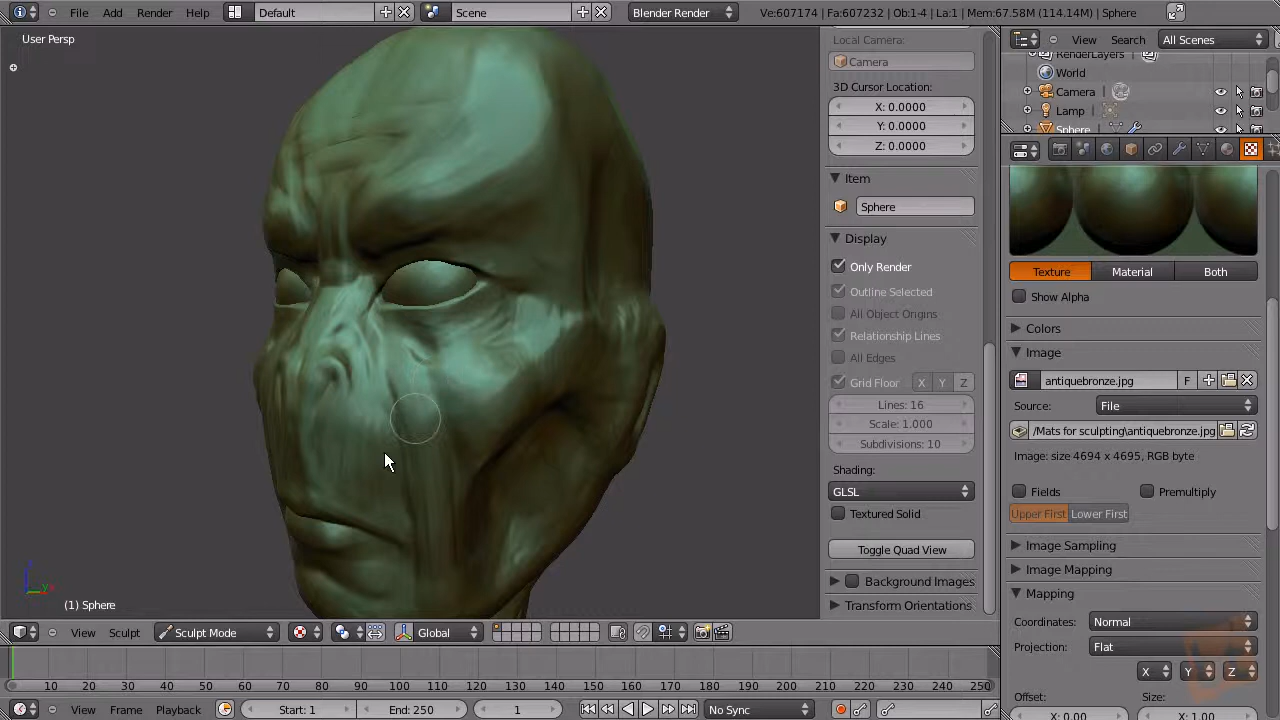 File Add Render Help Default Scene Blender Render Ve:607174 | Fa:607232 | Ob:1-4 | La:1 | Mem:67.58M (114.14M) | Sphere
User Persp
(1) Sphere
Local Camera:
Camera
3D Cursor Location:
X: 0.0000
Y: 0.0000
Z: 0.0000
Item
Sphere
Display
Only Render
Outline Selected
All Object Origins
Relationship Lines
All Edges
Grid Floor X Y Z
Lines: 16
Scale: 1.000
Subdivisions: 10
Shading:
GLSL
Textured Solid
Toggle Quad View
Background Images
Transform Orientations
View Search All Scenes
RenderLayers
World
Camera
Lamp
Sphere
Texture Material Both
Show Alpha
Colors
Image
antiquebronze.jpg F
Source: File
/Mats for sculpting\antiquebronze.jpg
Image: size 4694 x 4695, RGB byte
Fields Premultiply
Upper First Lower First
Image Sampling
Image Mapping
Mapping
Coordinates: Normal
Projection: Flat
X Y Z
Offset: Size:
X: 0.00 X: 1.00
View Sculpt Sculpt Mode Global
10 20 30 40 50 60 70 80 90 100 110 120 130 140 150 160 170 180 190 200 210 220 230 240 250
View Frame Playback Start: 1 End: 250 1 No Sync